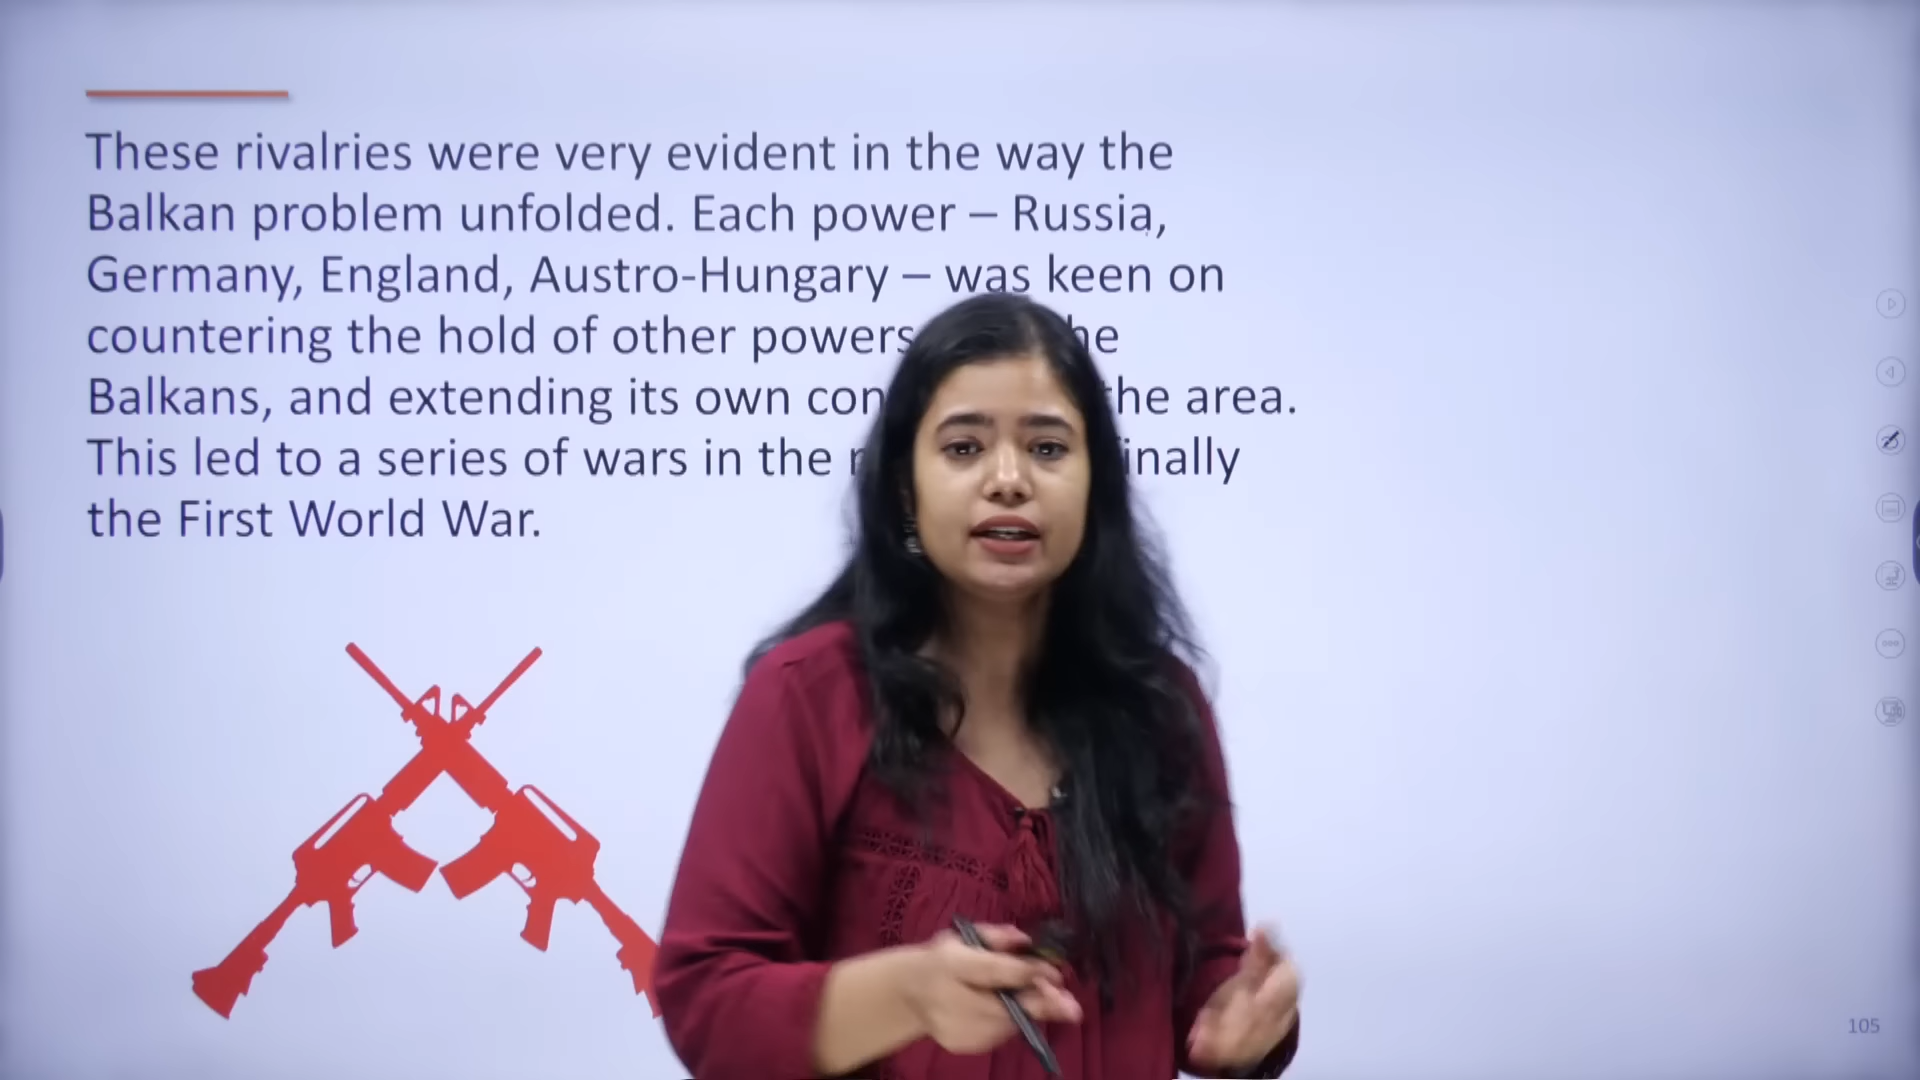 These rivalries were very evident in the way the
Balkan problem unfolded. Each power – Russia,
Germany, England, Austro-Hungary – was keen on
countering the hold of other powers
Balkans, and extending its own the area.
This led to a series of wars in the
the First World War.
105